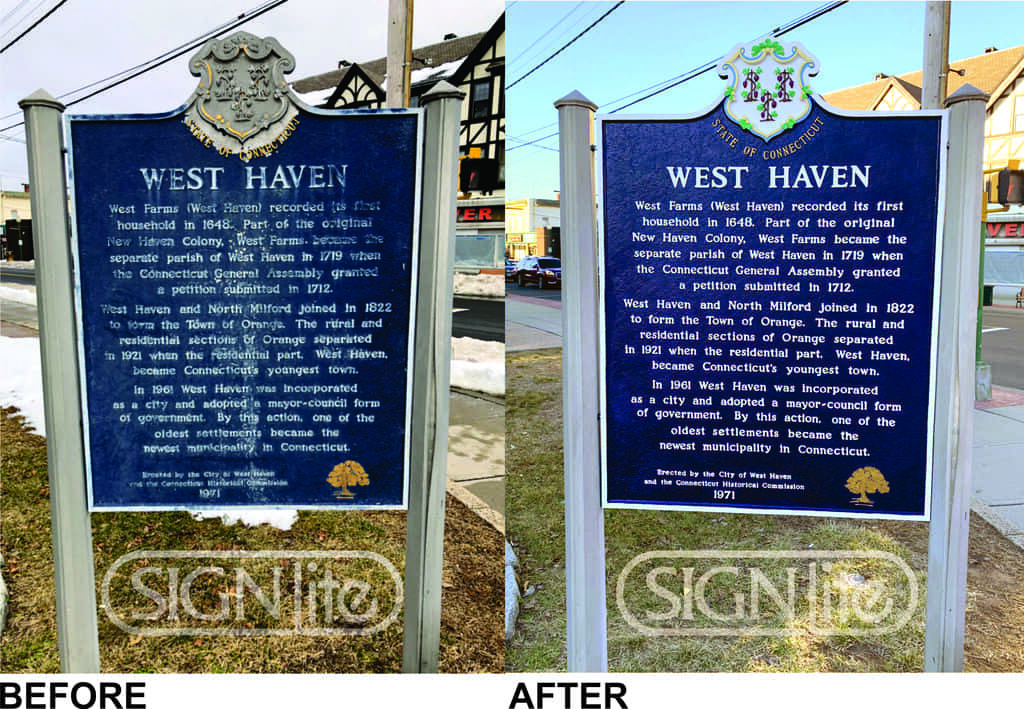 STATE OF CONNECTICUT
WEST HAVEN
West Farms (West Haven) recorded its first
household in 1648. Part of the original
New Haven Colony, West Farms became the
separate parish of West Haven in 1719 when
the Connecticut General Assembly granted
a petition submitted in 1712.
West Haven and North Milford joined in 1822
to form the Town of Orange. The rural and
residential sections of Orange separated
in 1921 when the residential part, West Haven,
became Connecticut's youngest town.
In 1961 West Haven was incorporated
as a city and adopted a mayor-council form
of government. By this action, one of the
oldest settlements became the
newest municipality in Connecticut.
Erected by the City of West Haven
and the Connecticut Historical Commission
1971
SIGNlite
BEFORE
STATE OF CONNECTICUT
WEST HAVEN
West Farms (West Haven) recorded its first
household in 1648. Part of the original
New Haven Colony, West Farms became the
separate parish of West Haven in 1719 when
the Connecticut General Assembly granted
a petition submitted in 1712.
West Haven and North Milford joined in 1822
to form the Town of Orange. The rural and
residential sections of Orange separated
in 1921 when the residential part, West Haven,
became Connecticut's youngest town.
In 1961 West Haven was incorporated
as a city and adopted a mayor-council form
of government. By this action, one of the
oldest settlements became the
newest municipality in Connecticut.
Erected by the City of West Haven
and the Connecticut Historical Commission
1971
SIGNlite
AFTER